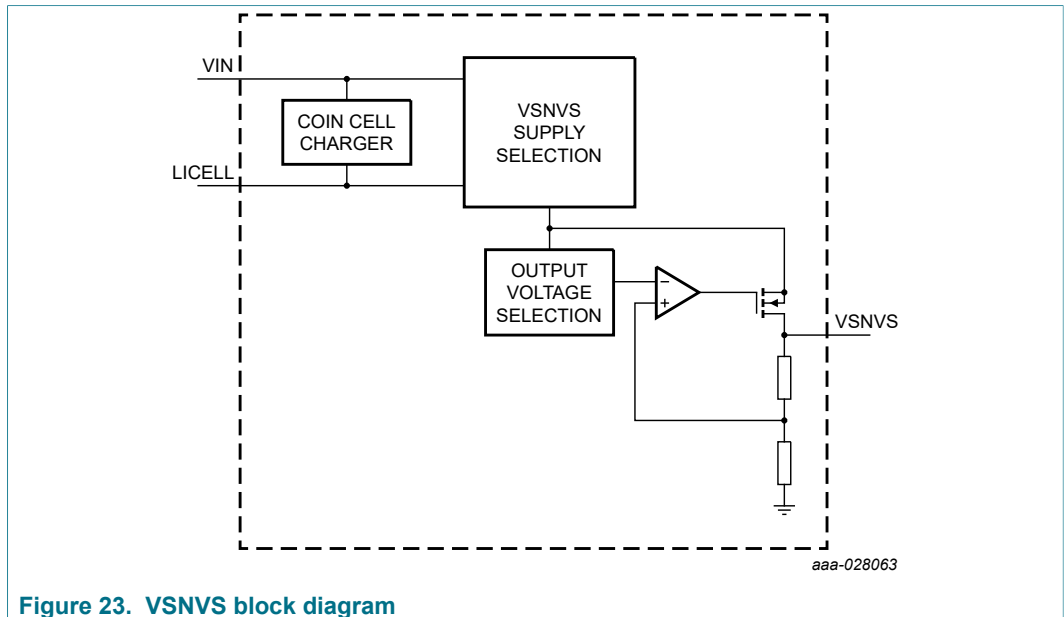 VIN
COIN CELL
CHARGER
LICELL
VSNVS
SUPPLY
SELECTION
OUTPUT
VOLTAGE
SELECTION
−
+
VSNVS
aaa-028063
Figure 23. VSNVS block diagram